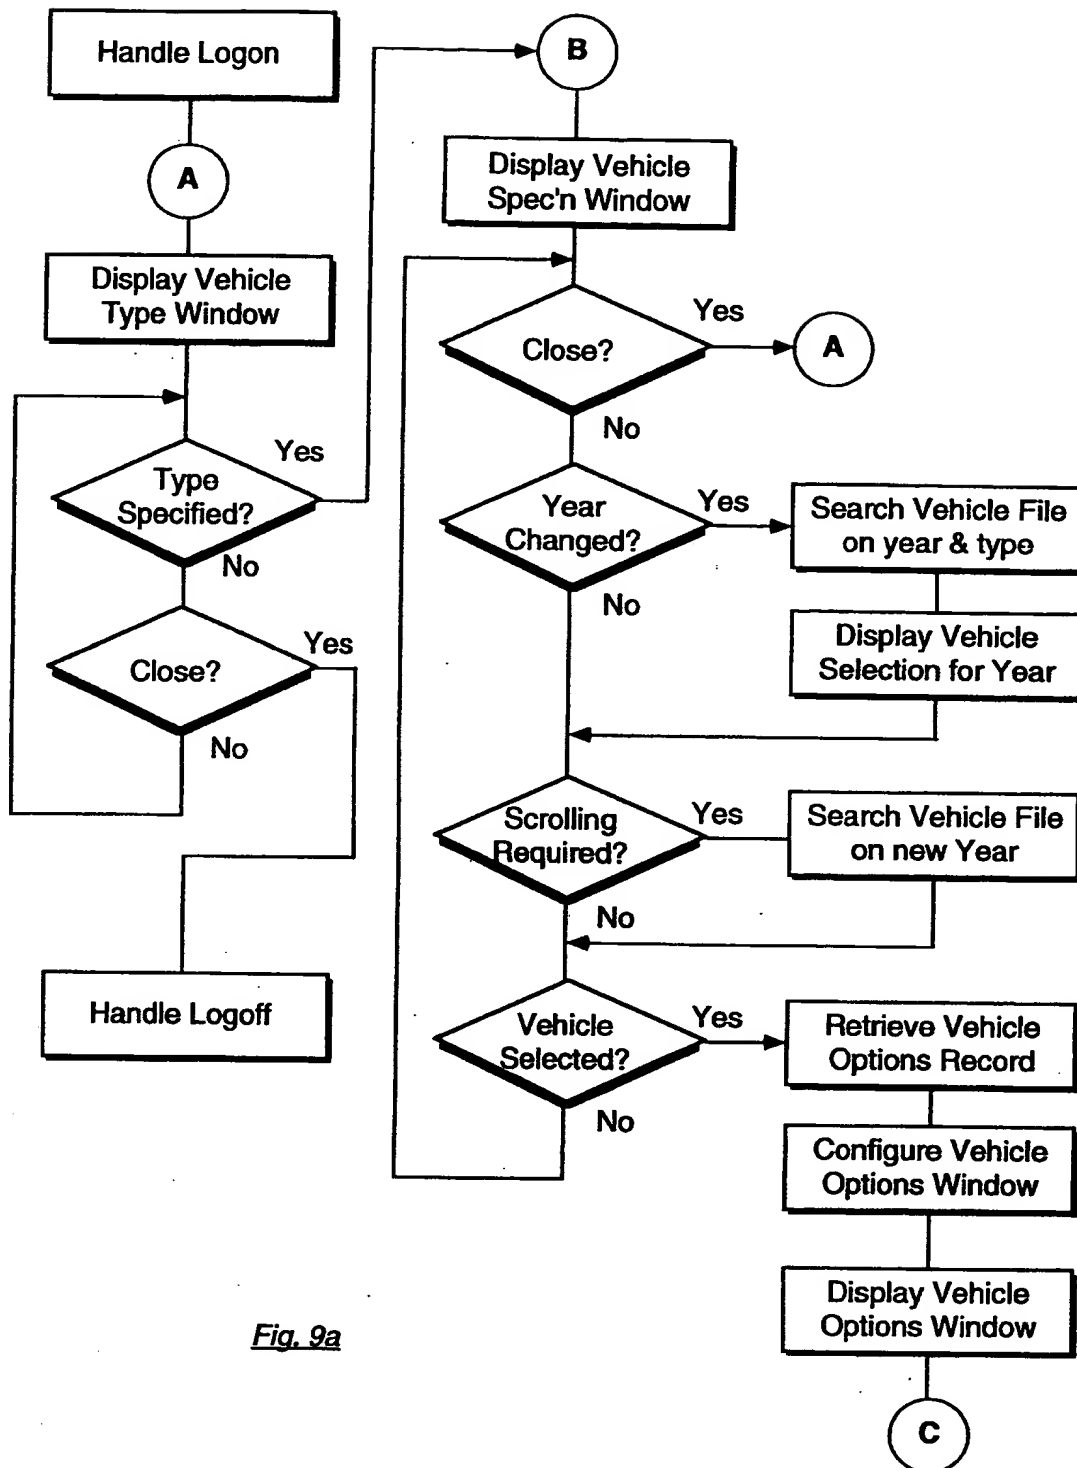 Handle Logon
A
Display Vehicle
Type Window
Type
Specified?
Yes
No
Close?
Yes
No
Handle Logoff
B
Display Vehicle
Spec'n Window
Close?
Yes
A
No
Year
Changed?
Yes
Search Vehicle File
on year & type
No
Display Vehicle
Selection for Year
Scrolling
Required?
Yes
Search Vehicle File
on new Year
No
Vehicle
Selected?
Yes
Retrieve Vehicle
Options Record
No
Configure Vehicle
Options Window
Display Vehicle
Options Window
C
Fig. 9a